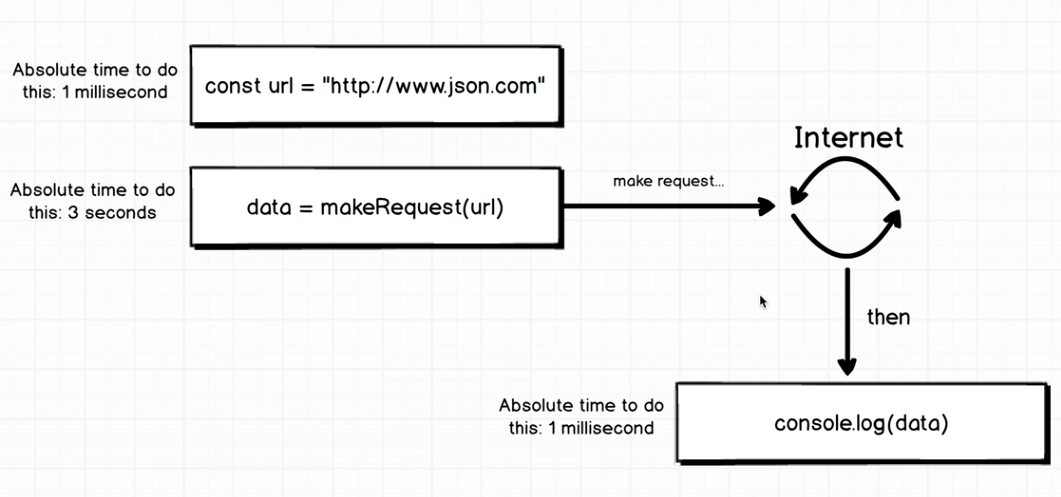 Absolute time to do
this: 1 millisecond
const url = "http://www.json.com"
Internet
Absolute time to do
this: 3 seconds
data = makeRequest(url)
make request...
then
Absolute time to do
this: 1 millisecond
console.log(data)